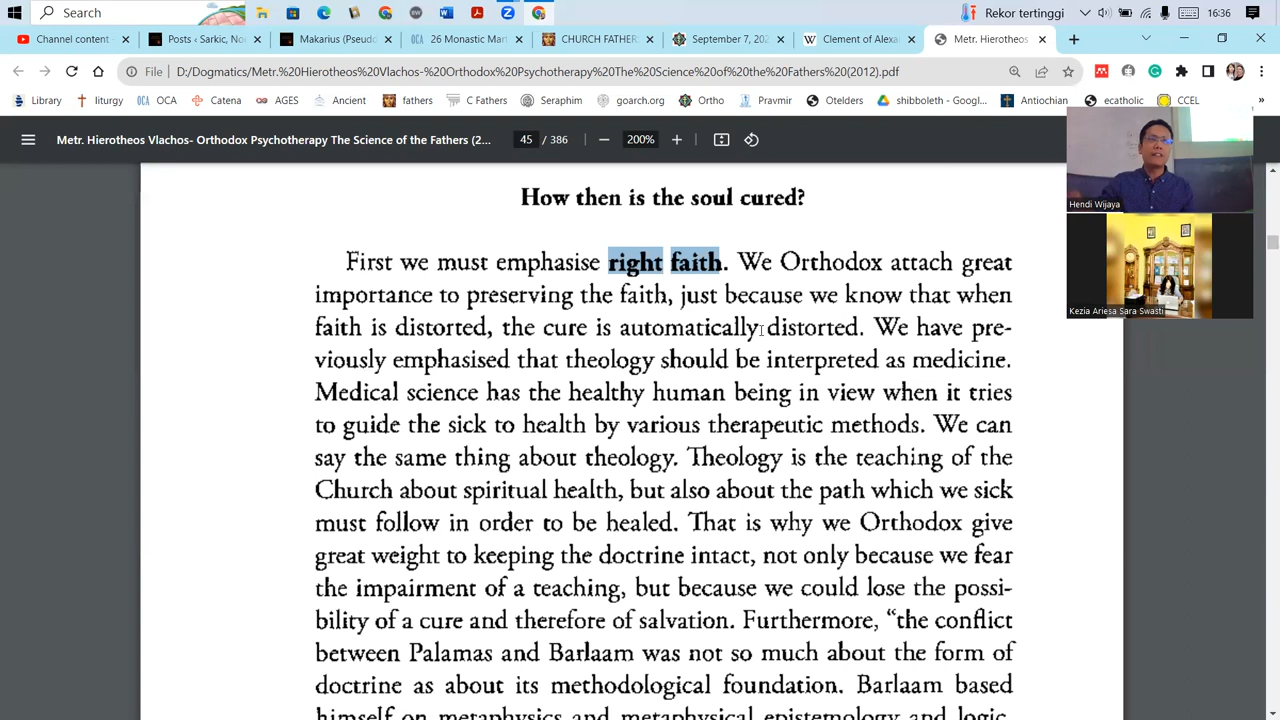 Search
Rekor tertinggi
16:36
Channel content -
Posts ‹ Sarkic, No
Makarius (Pseudo
26 Monastic Mar
CHURCH FATHER
September 7, 202
Clement of Alexa
Metr. Hierotheos
File
D:/Dogmatics/Metr.%20Hierotheos%20Vlachos-%20Orthodox%20Psychotherapy%20The%20Science%20of%20the%20Fathers%20(2012).pdf
Library
liturgy
OCA
Catena
AGES
Ancient
fathers
C Fathers
Seraphim
goarch.org
Ortho
Pravmir
Otelders
shibboleth - Googl...
Antiochian
ecatholic
CCEL
Metr. Hierotheos Vlachos- Orthodox Psychotherapy The Science of the Fathers (2...
45 / 386
200%
Hendi Wijaya
Kezia Ariesa Sara Swasti
How then is the soul cured?
First we must emphasise right faith. We Orthodox attach great
importance to preserving the faith, just because we know that when
faith is distorted, the cure is automatically distorted. We have pre-
viously emphasised that theology should be interpreted as medicine.
Medical science has the healthy human being in view when it tries
to guide the sick to health by various therapeutic methods. We can
say the same thing about theology. Theology is the teaching of the
Church about spiritual health, but also about the path which we sick
must follow in order to be healed. That is why we Orthodox give
great weight to keeping the doctrine intact, not only because we fear
the impairment of a teaching, but because we could lose the possi-
bility of a cure and therefore of salvation. Furthermore, “the conflict
between Palamas and Barlaam was not so much about the form of
doctrine as about its methodological foundation. Barlaam based
himself on metaphysics and metaphysical epistemology and logic,